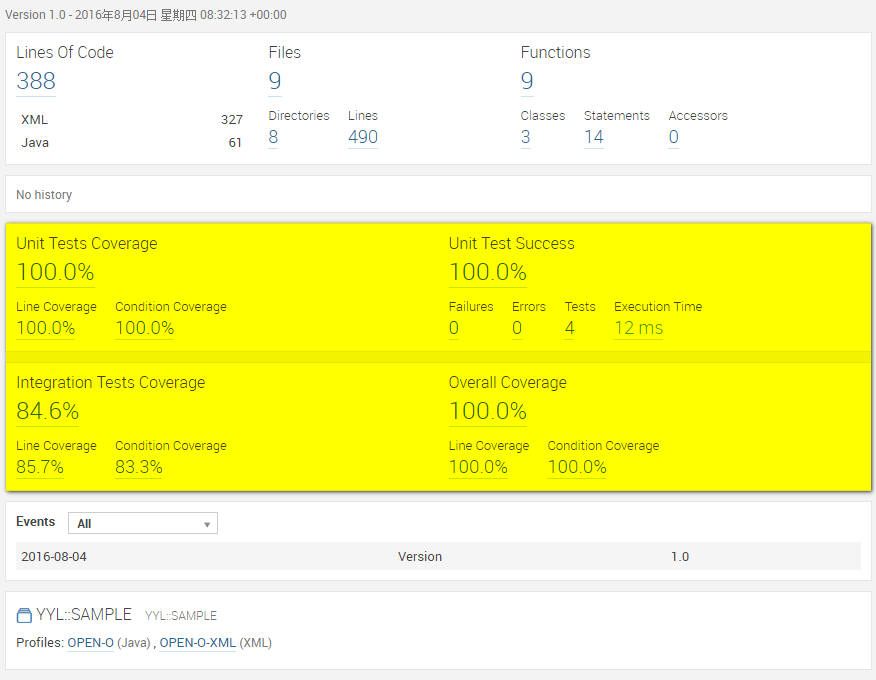 Version 1.0 - 2016年8月04日 星期四 08:32:13 +00:00
Lines Of Code
388
XML 327
Java 61
Files
9
Directories Lines
8 490
Functions
9
Classes Statements Accessors
3 14 0
No history
Unit Tests Coverage
100.0%
Line Coverage Condition Coverage
100.0% 100.0%
Unit Test Success
100.0%
Failures Errors Tests Execution Time
0 0 4 12 ms
Integration Tests Coverage
84.6%
Line Coverage Condition Coverage
85.7% 83.3%
Overall Coverage
100.0%
Line Coverage Condition Coverage
100.0% 100.0%
Events All
2016-08-04 Version 1.0
YYL::SAMPLE YYL::SAMPLE
Profiles: OPEN-O (Java) , OPEN-O-XML (XML)